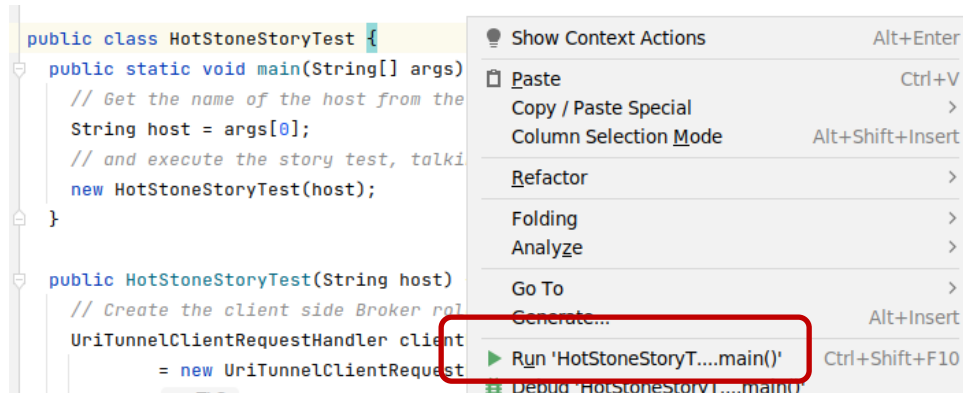 public class HotStoneStoryTest {
public static void main(String[] args)
// Get the name of the host from the
String host = args[0];
// and execute the story test, talki
new HotStoneStoryTest(host);
}
public HotStoneStoryTest(String host)
// Create the client side Broker rol
UriTunnelClientRequestHandler client
= new UriTunnelClientRequest
Show Context Actions Alt+Enter
Paste Ctrl+V
Copy / Paste Special
Column Selection Mode Alt+Shift+Insert
Refactor
Folding
Analyze
Go To
Generate... Alt+Insert
Run 'HotStoneStoryT....main()' Ctrl+Shift+F10
Debug 'HotStoneStoryT....main()'